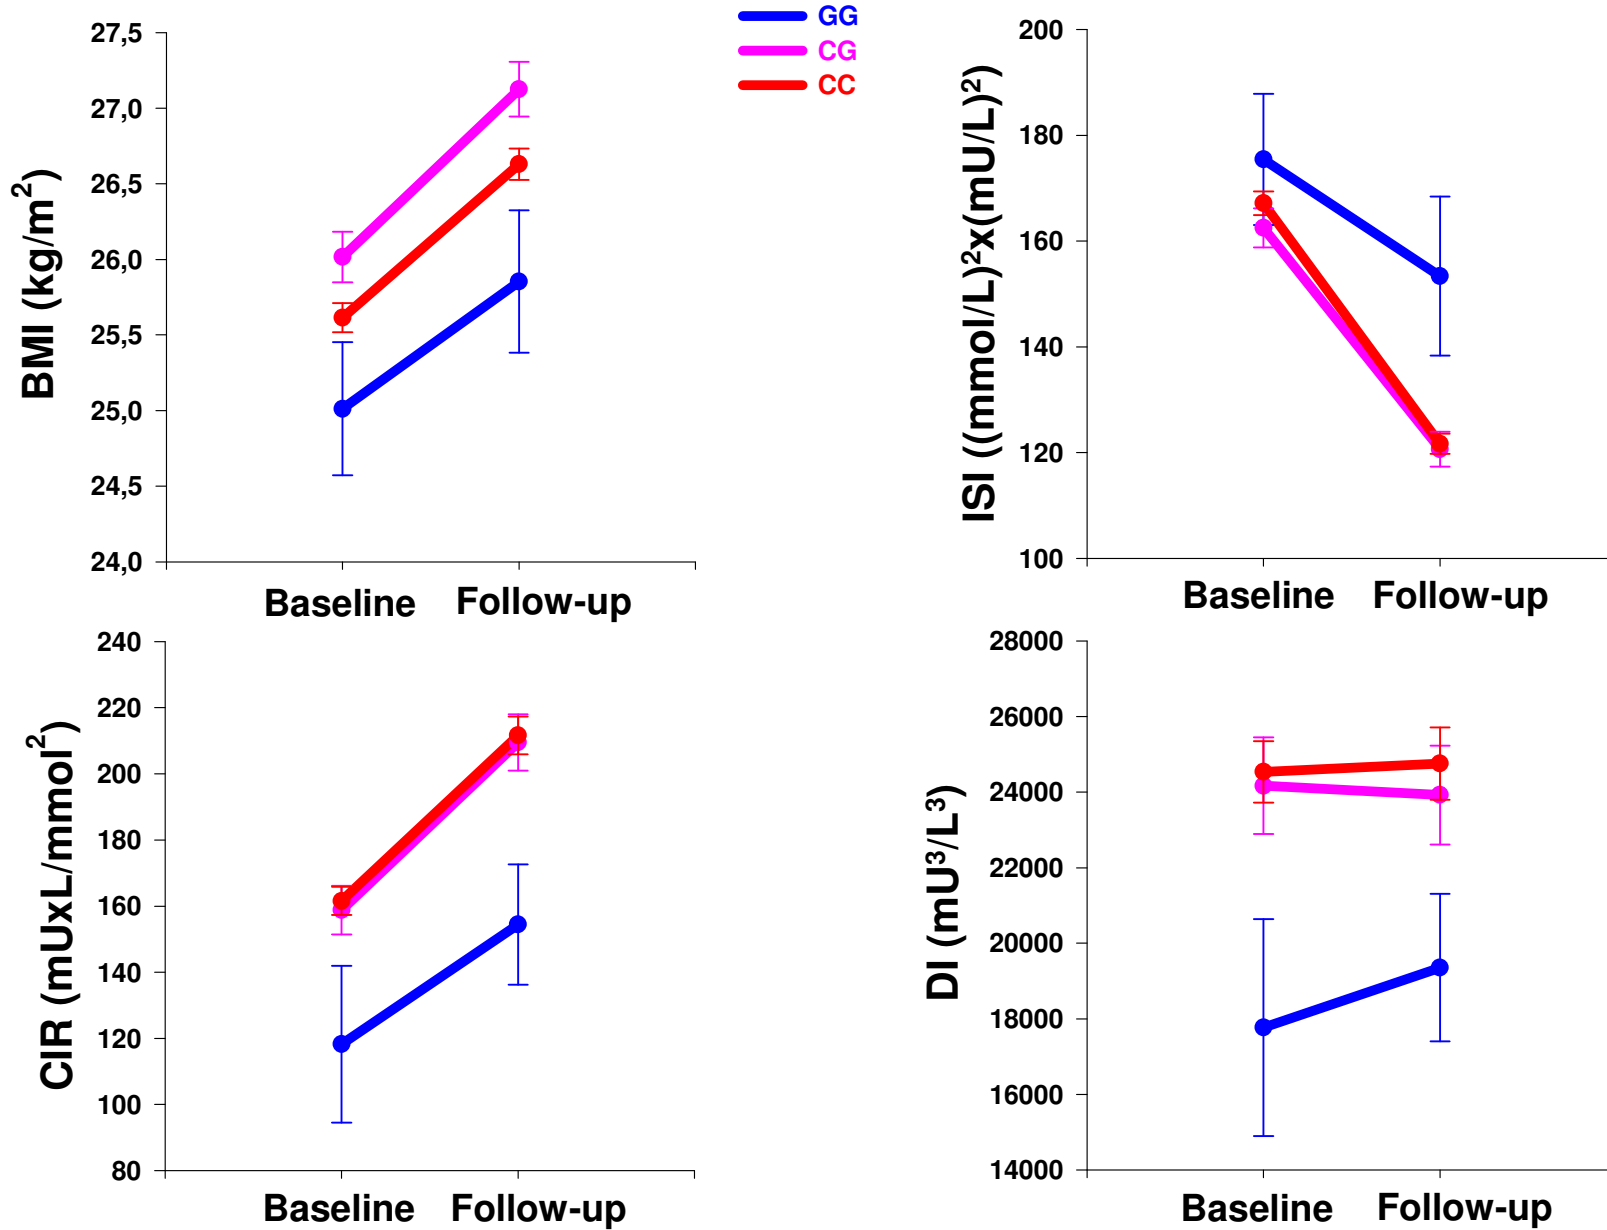 GG
CG
CC
BMI (kg/m²)
27,5
27,0
26,5
26,0
25,5
25,0
24,5
24,0
Baseline Follow-up
ISI ((mmol/L)²x(mU/L)²)
200
180
160
140
120
100
Baseline Follow-up
CIR (mUxL/mmol²)
240
220
200
180
160
140
120
100
80
Baseline Follow-up
DI (mU³/L³)
28000
26000
24000
22000
20000
18000
16000
14000
Baseline Follow-up